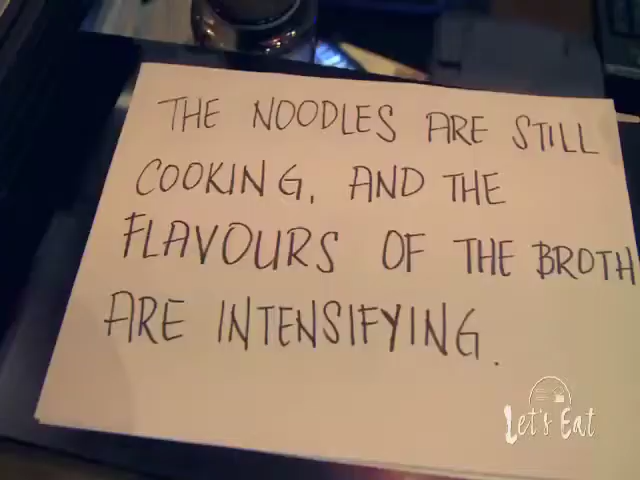 THE NOODLES ARE STILL
COOKING, AND THE
FLAVOURS OF THE BROTH
ARE INTENSIFYING.
Let's Eat